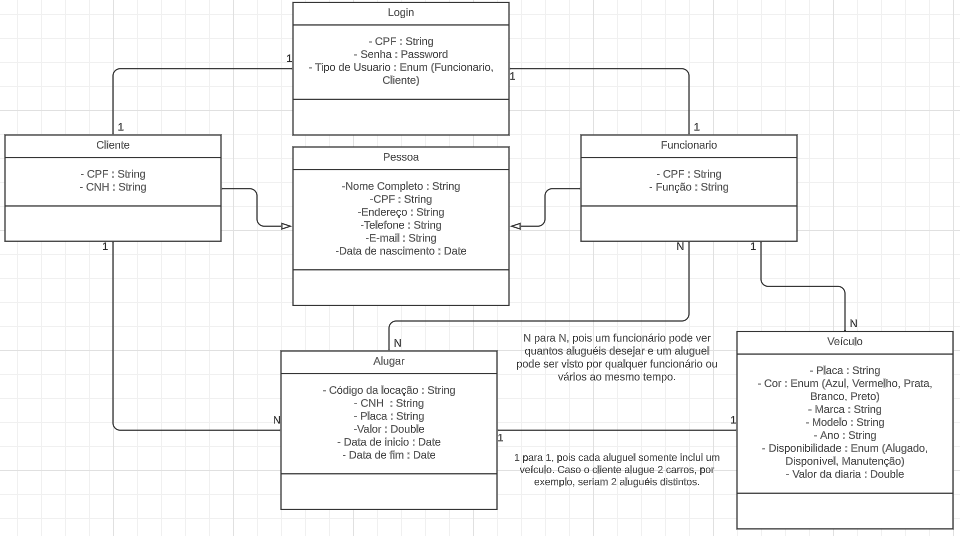 Login
- CPF : String
- Senha : Password
- Tipo de Usuario : Enum (Funcionario,
Cliente)
1
1
1
1
Cliente
- CPF : String
- CNH : String
Pessoa
-Nome Completo : String
-CPF : String
-Endereço : String
-Telefone : String
-E-mail : String
-Data de nascimento : Date
Funcionario
- CPF : String
- Função : String
1
N
1
N
N
N para N, pois um funcionário pode ver
quantos aluguéis desejar e um aluguel
pode ser visto por qualquer funcionário ou
vários ao mesmo tempo.
Alugar
- Código da locação : String
- CNH : String
- Placa : String
-Valor : Double
- Data de inicio : Date
- Data de fim : Date
N
1
1
1 para 1, pois cada aluguel somente inclui um
veículo. Caso o cliente alugue 2 carros, por
exemplo, seriam 2 aluguéis distintos.
Veículo
- Placa : String
- Cor : Enum (Azul, Vermelho, Prata,
Branco, Preto)
- Marca : String
- Modelo : String
- Ano : String
- Disponibilidade : Enum (Alugado,
Disponivel, Manutenção)
- Valor da diaria : Double